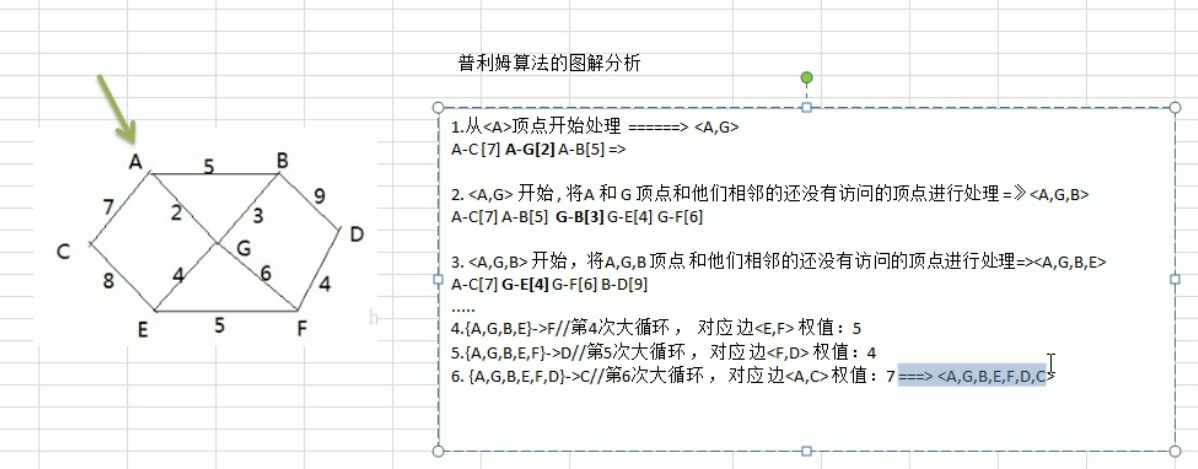 普利姆算法的图解分析
1.从<A>顶点开始处理 ======> <A,G>
A-C [7] A-G[2] A-B[5] =>
2. <A,G> 开始 , 将A 和 G 顶点和他们相邻的还没有访问的顶点进行处理 =》<A,G,B>
A-C[7] A-B[5] G-B[3] G-E[4] G-F[6]
3. <A,G,B> 开始，将A,G,B 顶点 和他们相邻的还没有访问的顶点进行处理=><A,G,B,E>
A-C[7] G-E[4] G-F[6] B-D[9]
.....
4.{A,G,B,E}->F//第4次大循环 ， 对应边<E,F> 权值：5
5.{A,G,B,E,F}->D//第5次大循环 ，对应边<F,D> 权值：4
6. {A,G,B,E,F,D}->C//第6次大循环 ，对应边<A,C> 权值：7 ===> <A,G,B,E,F,D,C>
A
5
B
7
2
3
9
C
G
D
8
4
6
4
E
5
F